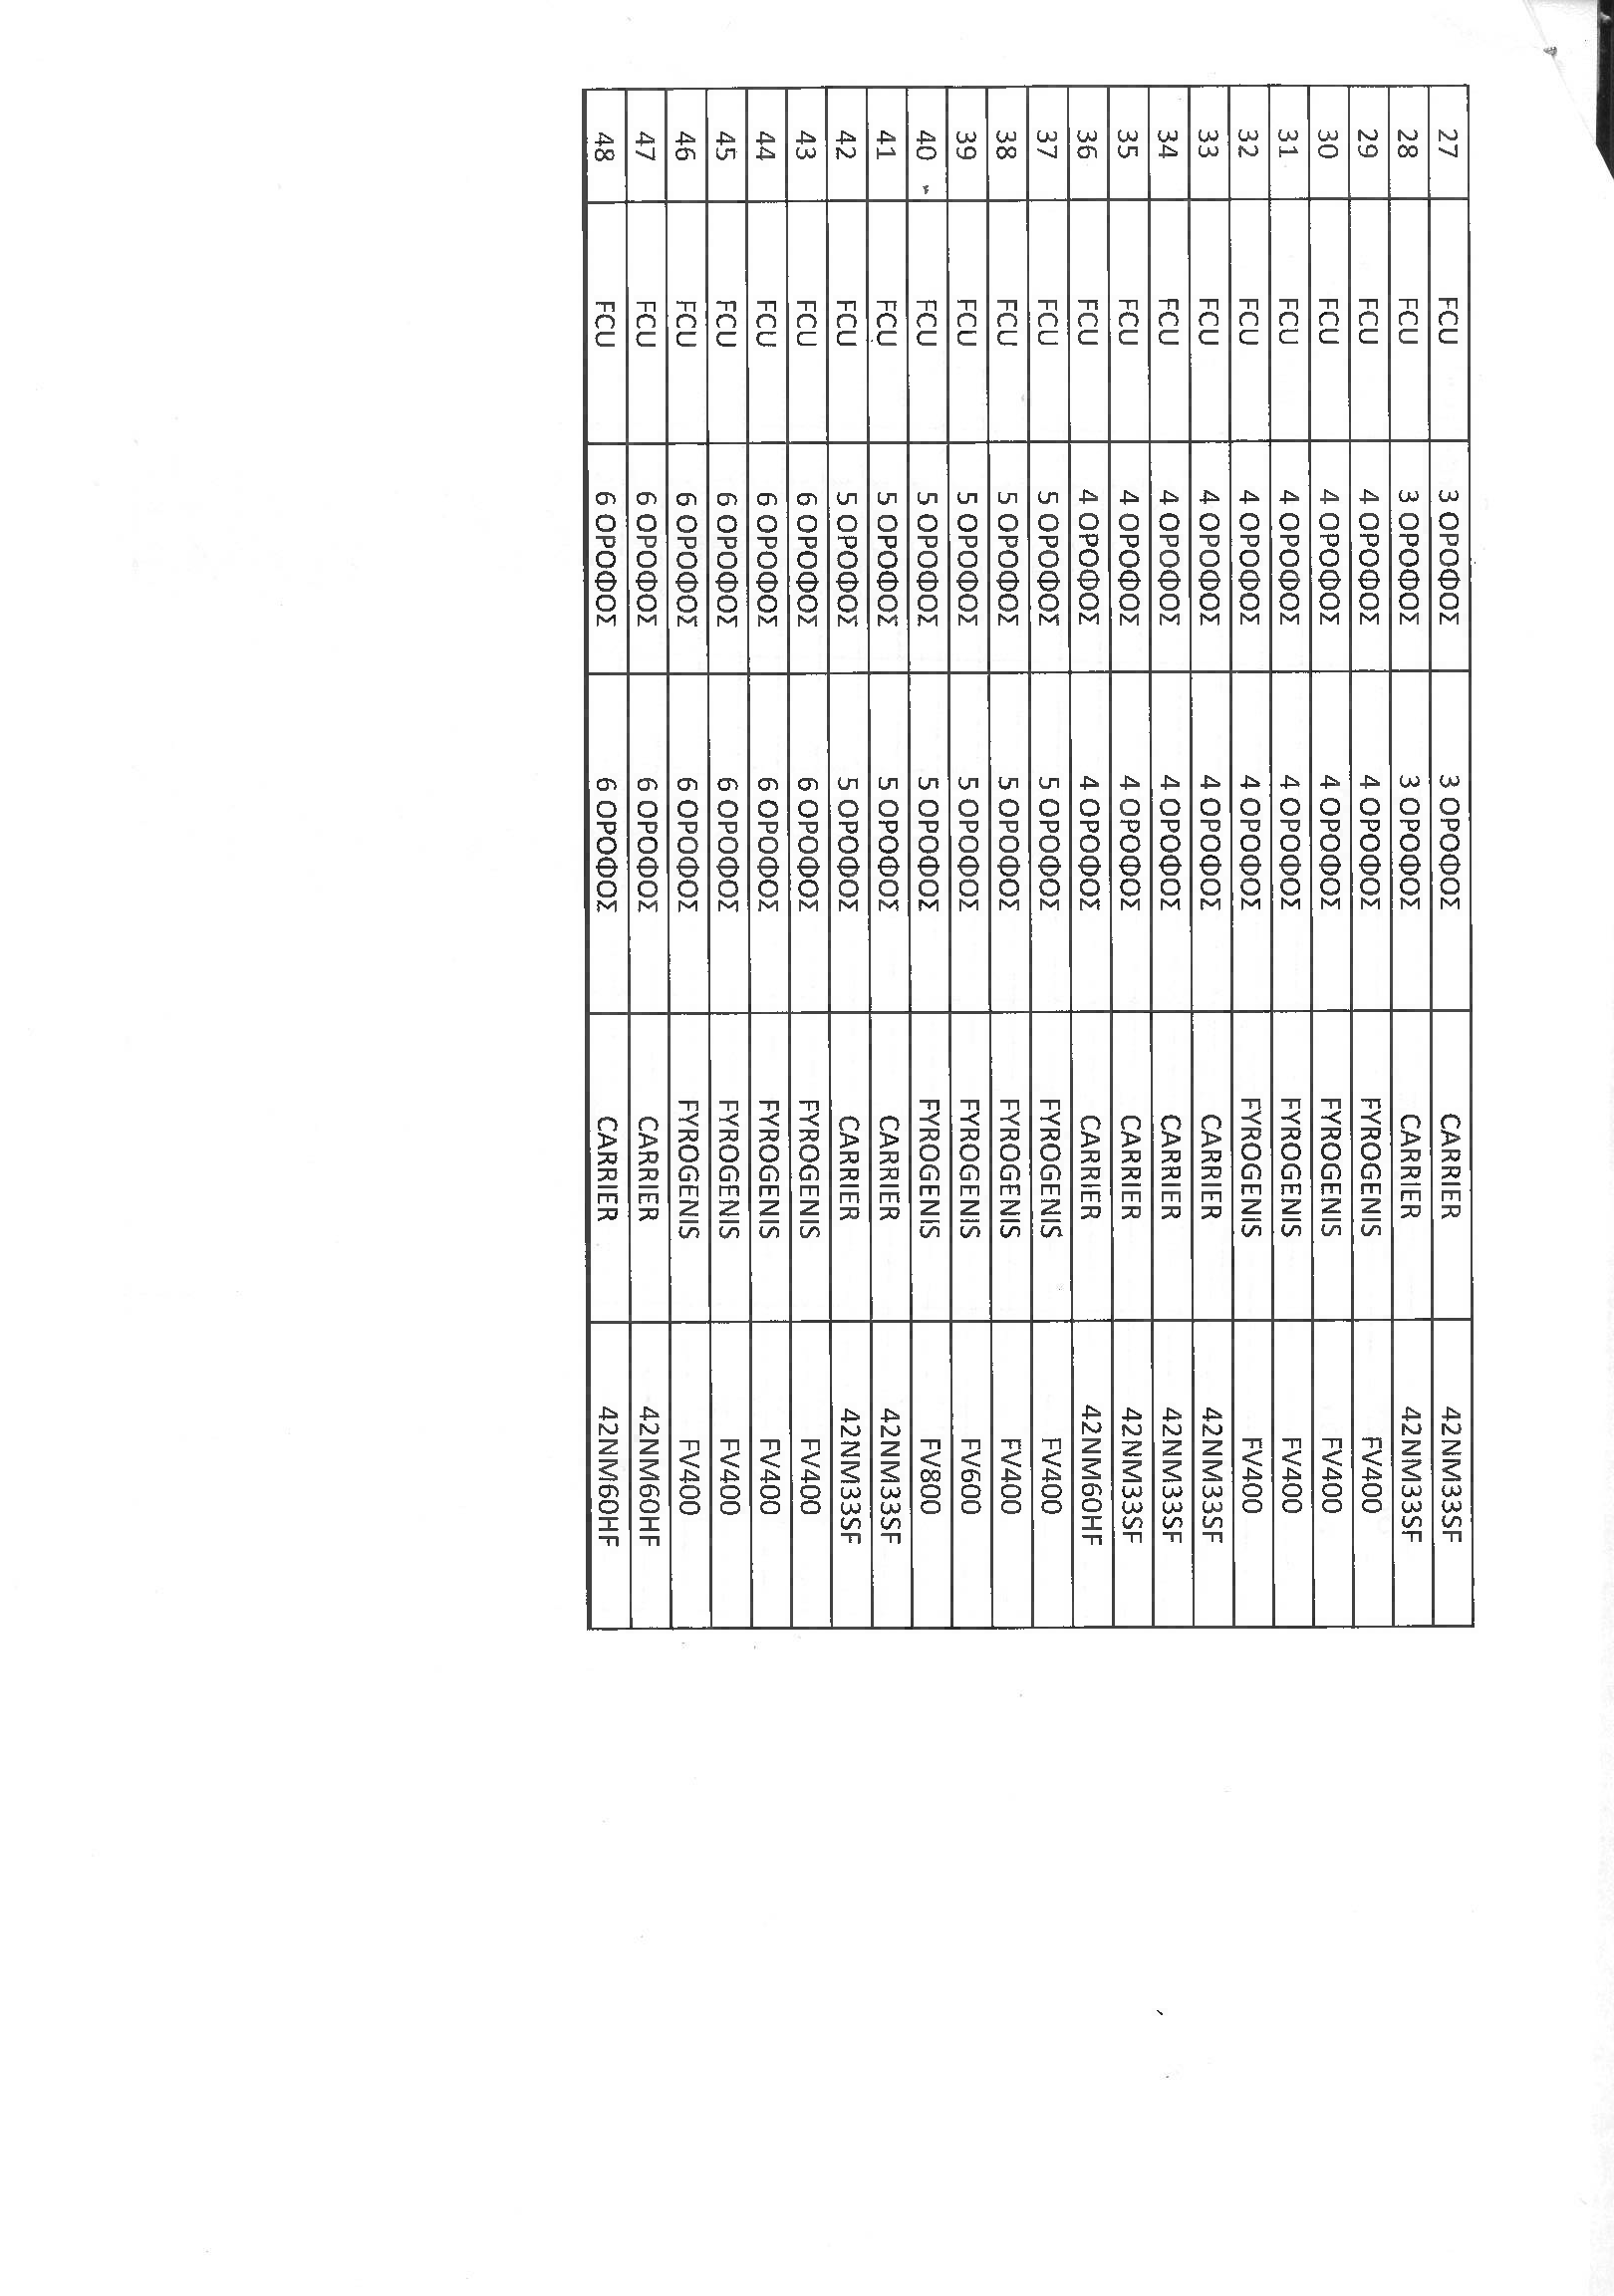 27 FCU 3 ΟΡΟΦΟΣ 3 ΟΡΟΦΟΣ CARRIER 42NM33SF
28 FCU 3 ΟΡΟΦΟΣ 3 ΟΡΟΦΟΣ CARRIER 42NM33SF
29 FCU 4 ΟΡΟΦΟΣ 4 ΟΡΟΦΟΣ FYROGENIS FV400
30 FCU 4 ΟΡΟΦΟΣ 4 ΟΡΟΦΟΣ FYROGENIS FV400
31 FCU 4 ΟΡΟΦΟΣ 4 ΟΡΟΦΟΣ FYROGENIS FV400
32 FCU 4 ΟΡΟΦΟΣ 4 ΟΡΟΦΟΣ FYROGENIS FV400
33 FCU 4 ΟΡΟΦΟΣ 4 ΟΡΟΦΟΣ CARRIER 42NM33SF
34 FCU 4 ΟΡΟΦΟΣ 4 ΟΡΟΦΟΣ CARRIER 42NM33SF
35 FCU 4 ΟΡΟΦΟΣ 4 ΟΡΟΦΟΣ CARRIER 42NM33SF
36 FCU 4 ΟΡΟΦΟΣ 4 ΟΡΟΦΟΣ CARRIER 42NM60HF
37 FCU 5 ΟΡΟΦΟΣ 5 ΟΡΟΦΟΣ FYROGENIS FV400
38 FCU 5 ΟΡΟΦΟΣ 5 ΟΡΟΦΟΣ FYROGENIS FV400
39 FCU 5 ΟΡΟΦΟΣ 5 ΟΡΟΦΟΣ FYROGENIS FV600
40 FCU 5 ΟΡΟΦΟΣ 5 ΟΡΟΦΟΣ FYROGENIS FV800
41 FCU 5 ΟΡΟΦΟΣ 5 ΟΡΟΦΟΣ CARRIER 42NM33SF
42 FCU 5 ΟΡΟΦΟΣ 5 ΟΡΟΦΟΣ CARRIER 42NM33SF
43 FCU 6 ΟΡΟΦΟΣ 6 ΟΡΟΦΟΣ FYROGENIS FV400
44 FCU 6 ΟΡΟΦΟΣ 6 ΟΡΟΦΟΣ FYROGENIS FV400
45 FCU 6 ΟΡΟΦΟΣ 6 ΟΡΟΦΟΣ FYROGENIS FV400
46 FCU 6 ΟΡΟΦΟΣ 6 ΟΡΟΦΟΣ FYROGENIS FV400
47 FCU 6 ΟΡΟΦΟΣ 6 ΟΡΟΦΟΣ CARRIER 42NM60HF
48 FCU 6 ΟΡΟΦΟΣ 6 ΟΡΟΦΟΣ CARRIER 42NM60HF